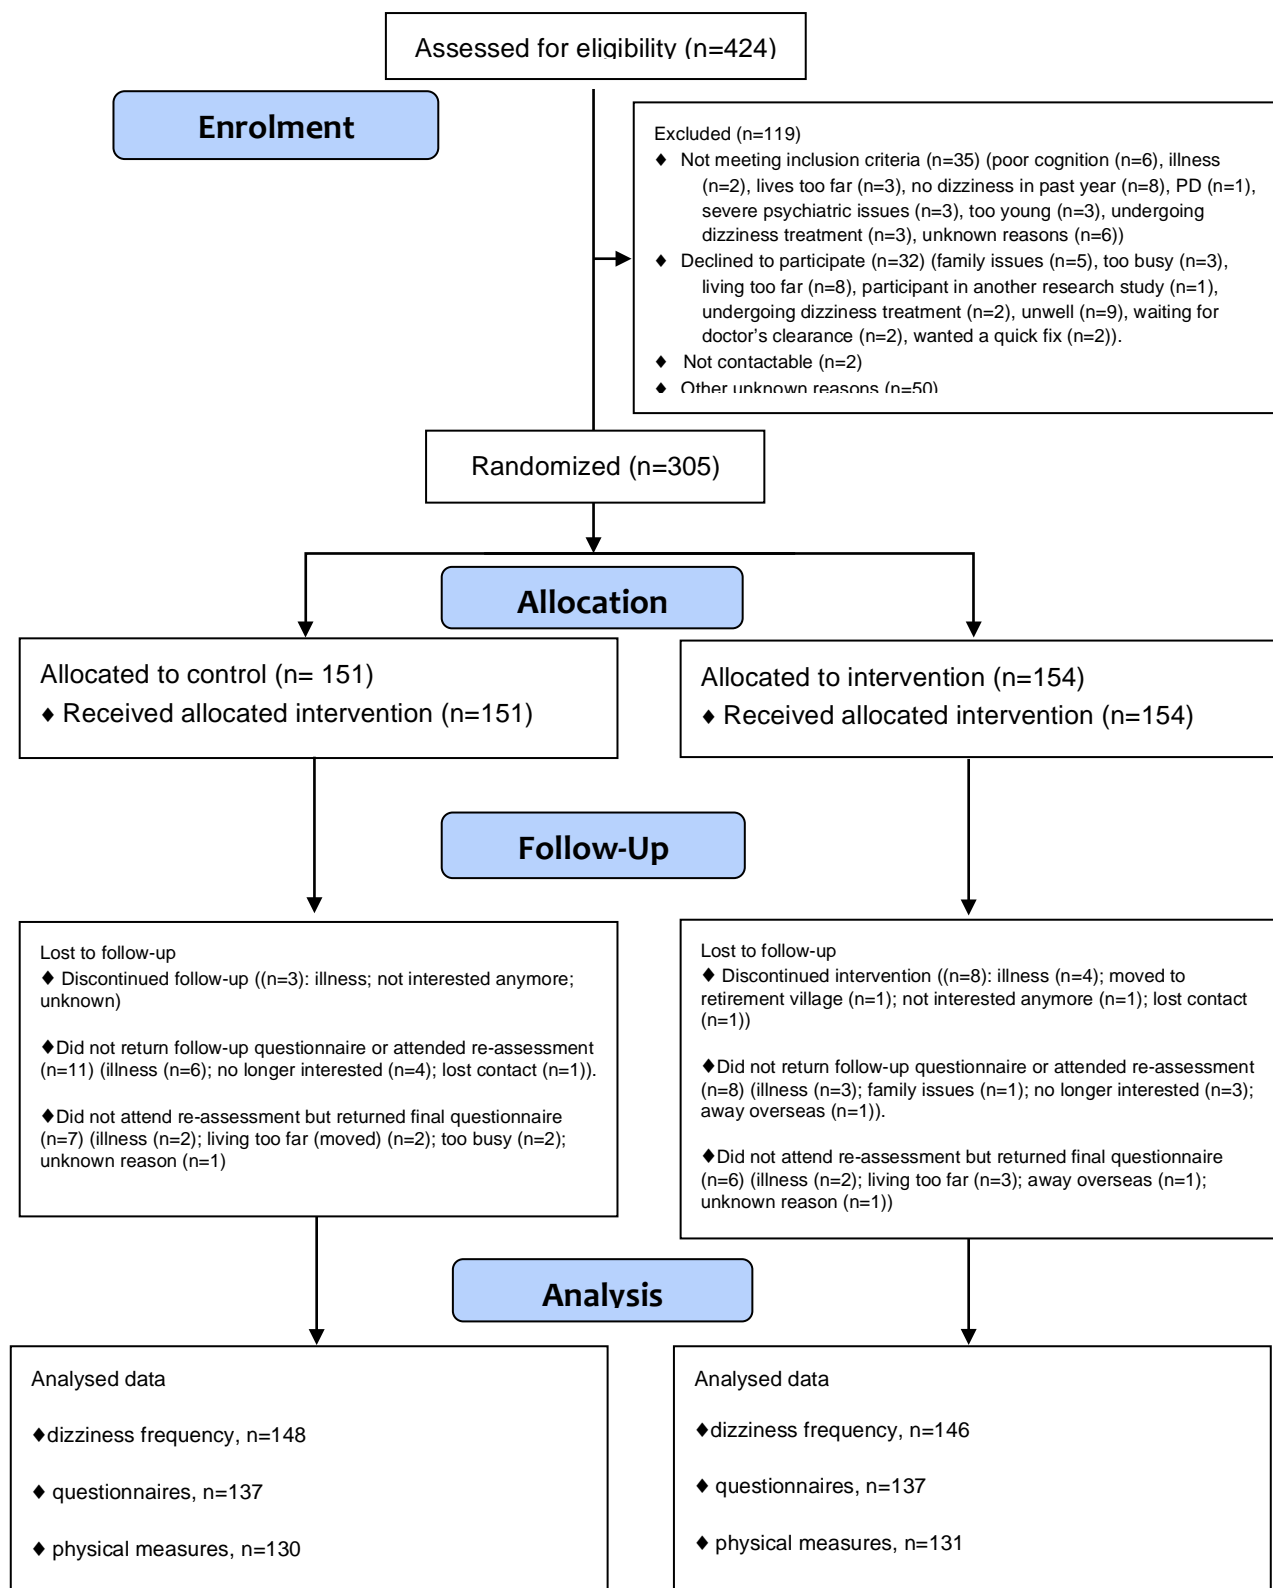 Assessed for eligibility (n=424)
Enrolment
Excluded (n=119)
♦ Not meeting inclusion criteria (n=35) (poor cognition (n=6), illness
(n=2), lives too far (n=3), no dizziness in past year (n=8), PD (n=1),
severe psychiatric issues (n=3), too young (n=3), undergoing
dizziness treatment (n=3), unknown reasons (n=6))
♦ Declined to participate (n=32) (family issues (n=5), too busy (n=3),
living too far (n=8), participant in another research study (n=1),
undergoing dizziness treatment (n=2), unwell (n=9), waiting for
doctor's clearance (n=2), wanted a quick fix (n=2)).
♦ Not contactable (n=2)
♦ Other unknown reasons (n=50)
Randomized (n=305)
Allocation
Allocated to control (n= 151)
♦ Received allocated intervention (n=151)
Allocated to intervention (n=154)
♦ Received allocated intervention (n=154)
Follow-Up
Lost to follow-up
♦ Discontinued follow-up ((n=3): illness; not interested anymore;
unknown)
♦Did not return follow-up questionnaire or attended re-assessment
(n=11) (illness (n=6); no longer interested (n=4); lost contact (n=1)).
♦Did not attend re-assessment but returned final questionnaire
(n=7) (illness (n=2); living too far (moved) (n=2); too busy (n=2);
unknown reason (n=1)
Lost to follow-up
♦ Discontinued intervention ((n=8): illness (n=4); moved to
retirement village (n=1); not interested anymore (n=1); lost contact
(n=1))
♦Did not return follow-up questionnaire or attended re-assessment
(n=8) (illness (n=3); family issues (n=1); no longer interested (n=3);
away overseas (n=1)).
♦Did not attend re-assessment but returned final questionnaire
(n=6) (illness (n=2); living too far (n=3); away overseas (n=1);
unknown reason (n=1))
Analysis
Analysed data
♦dizziness frequency, n=148
♦ questionnaires, n=137
♦ physical measures, n=130
Analysed data
♦dizziness frequency, n=146
♦ questionnaires, n=137
♦ physical measures, n=131